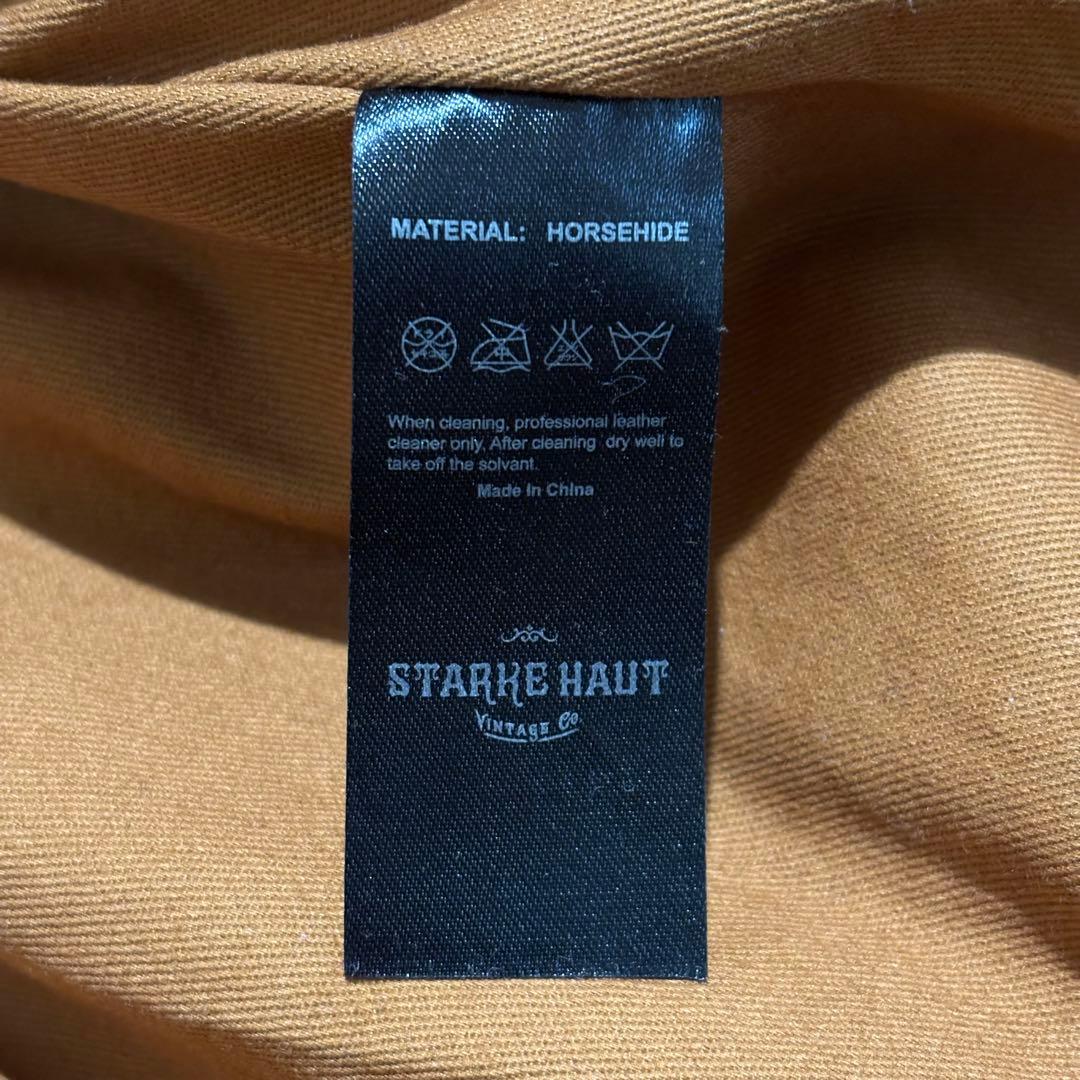 MATERIAL: HORSEHIDE
When cleaning, professional leather
cleaner only. After cleaning dry well to
take off the solvant.
Made In China
STARKE HAUT
VINTAGE Co